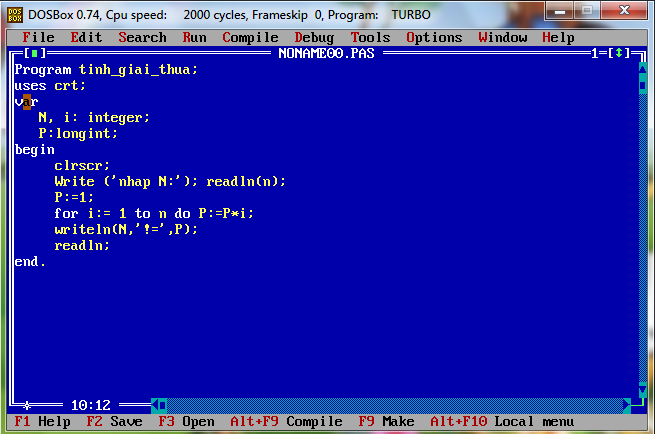 DOSBox 0.74, Cpu speed: 2000 cycles, Frameskip 0, Program: TURBO
File Edit Search Run Compile Debug Tools Options Window Help
NONAME00.PAS 1=[↕]
Program tinh_giai_thua;
uses crt;
var
N, i: integer;
P:longint;
begin
clrscr;
Write ('nhap N:'); readln(n);
P:=1;
for i:= 1 to n do P:=P*i;
writeln(N,'!=',P);
readln;
end.
10:12
F1 Help F2 Save F3 Open Alt+F9 Compile F9 Make Alt+F10 Local menu